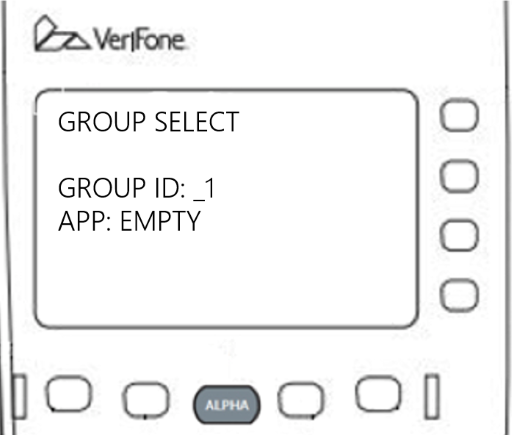 VeriFone.
GROUP SELECT
GROUP ID: _1
APP: EMPTY
ALPHA